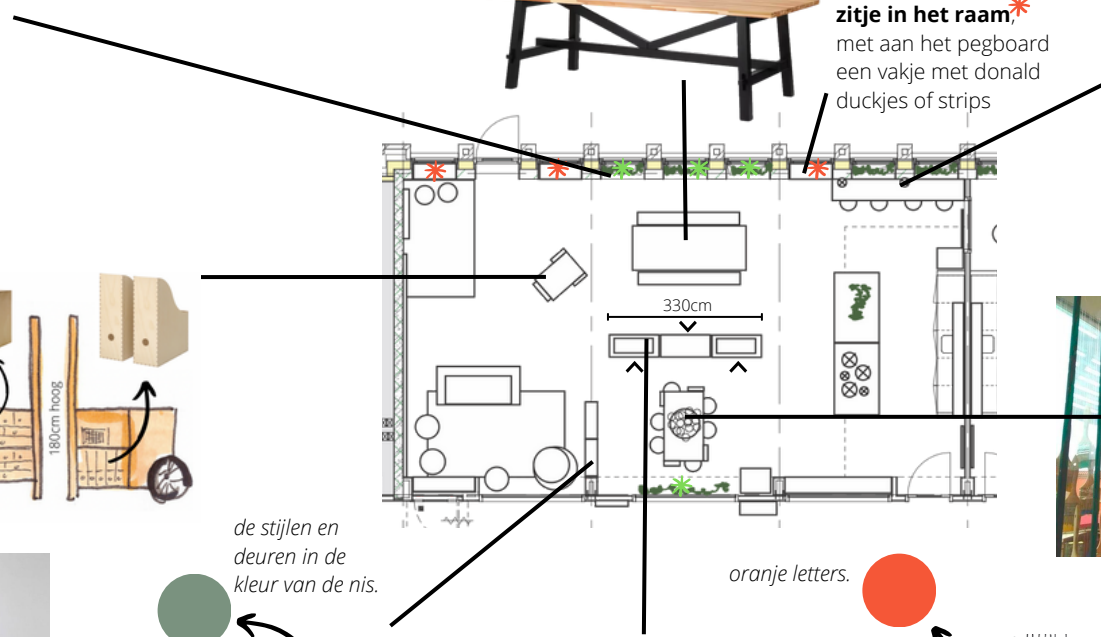 zitje in het raam,
met aan het pegboard
een vakje met donald
duckjes of strips
330cm
180cm hoog
de stijlen en
deuren in de
kleur van de nis.
oranje letters.